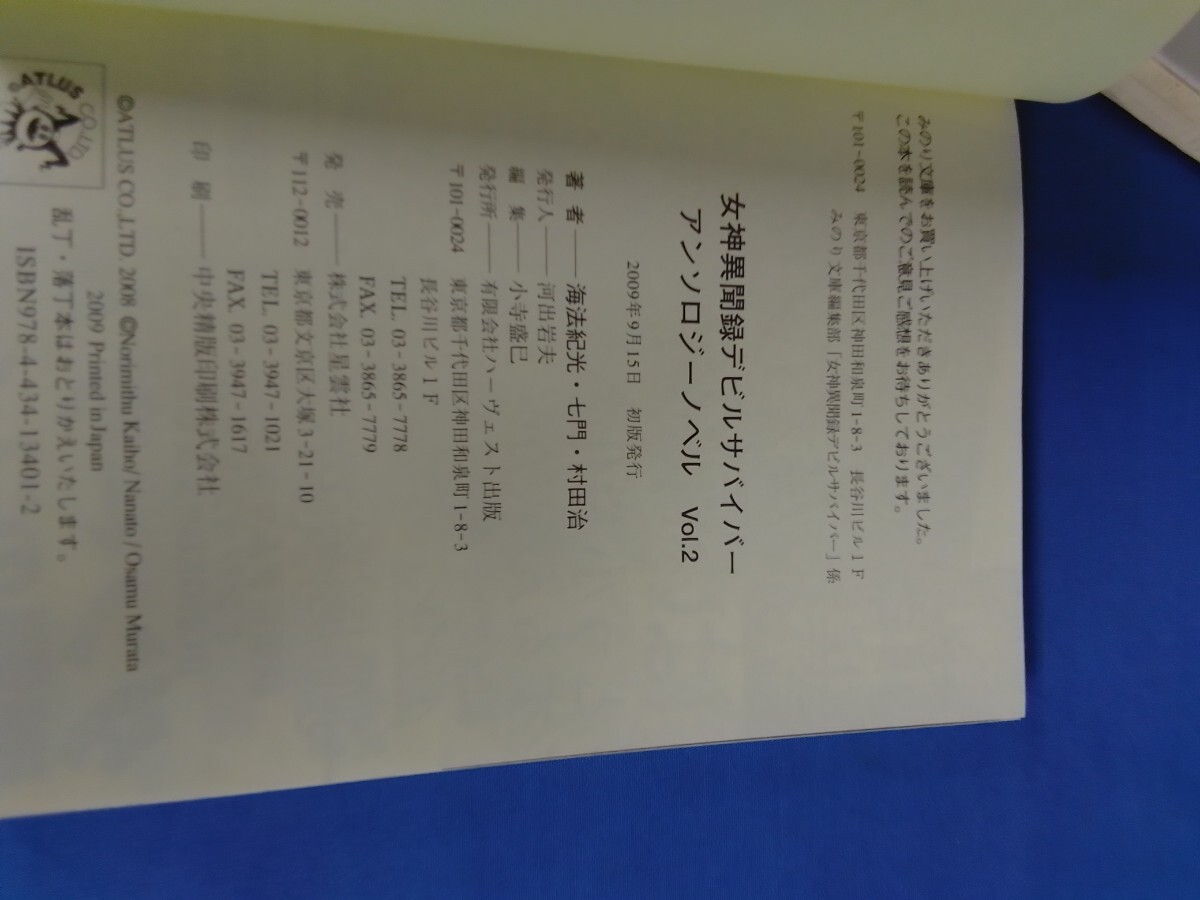 みのり文庫をお買い上げいただきありがとうございました。
この本を読んでのご意見ご感想をお待ちしております。
〒101-0024 東京都千代田区神田和泉町1-8-3 長谷川ビル1F
みのり文庫編集部「女神異聞録デビルサバイバー」係
女神異聞録デビルサバイバー
アンソロジーノベル Vol.2
2009年9月15日 初版発行
著者――海法紀光・七門・村田治
発行人――河出岩夫
編集――小寺盛巳
発行所――有限会社ハーヴェスト出版
〒101-0024 東京都千代田区神田和泉町1-8-3
長谷川ビル1F
TEL. 03-3865-7778
FAX. 03-3865-7779
発売――株式会社星雲社
〒112-0012 東京都文京区大塚3-21-10
TEL. 03-3947-1021
FAX. 03-3947-1617
印刷――中央精版印刷株式会社
ATLUS CO.,LTD.
©ATLUS CO.,LTD. 2008 ©Norimithu Kaiho/Nanato/Osamu Murata
2009 Printed in Japan
乱丁・落丁本はおとりかえいたします。
ISBN978-4-434-13401-2